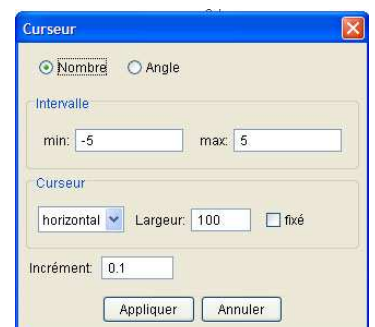 Curseur
Nombre Angle
Intervalle
min: -5 max: 5
Curseur
horizontal Largeur: 100 fixé
Incrément: 0.1
Appliquer Annuler